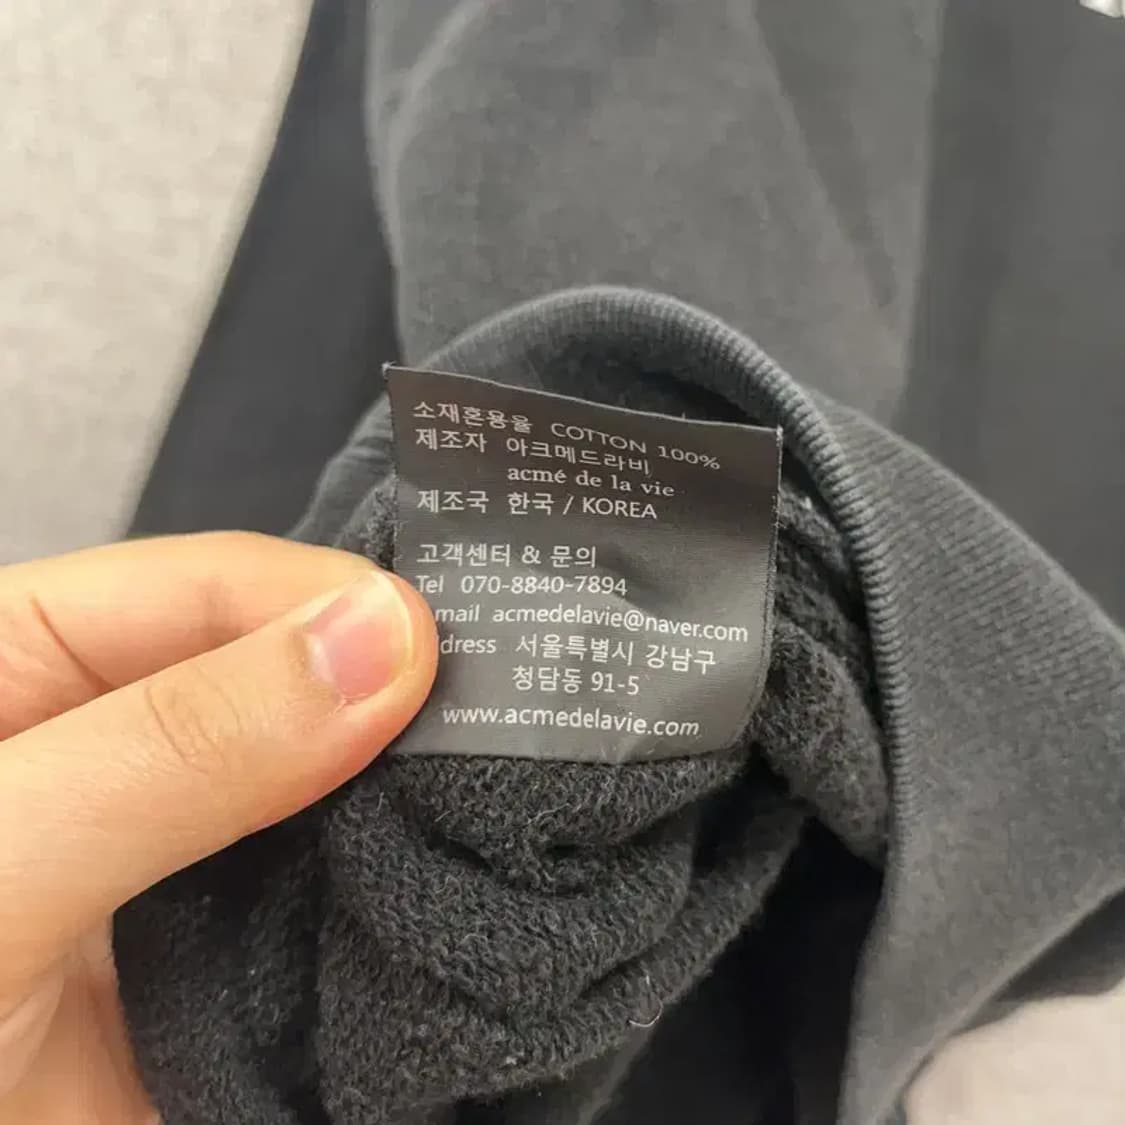 소재혼용율 COTTON 100%
제조자 아크메드라비
acmé de la vie
제조국 한국 / KOREA
고객센터 & 문의
Tel 070-8840-7894
mail acmedelavie@naver.com
dress 서울특별시 강남구
청담동 91-5
www.acmedelavie.com